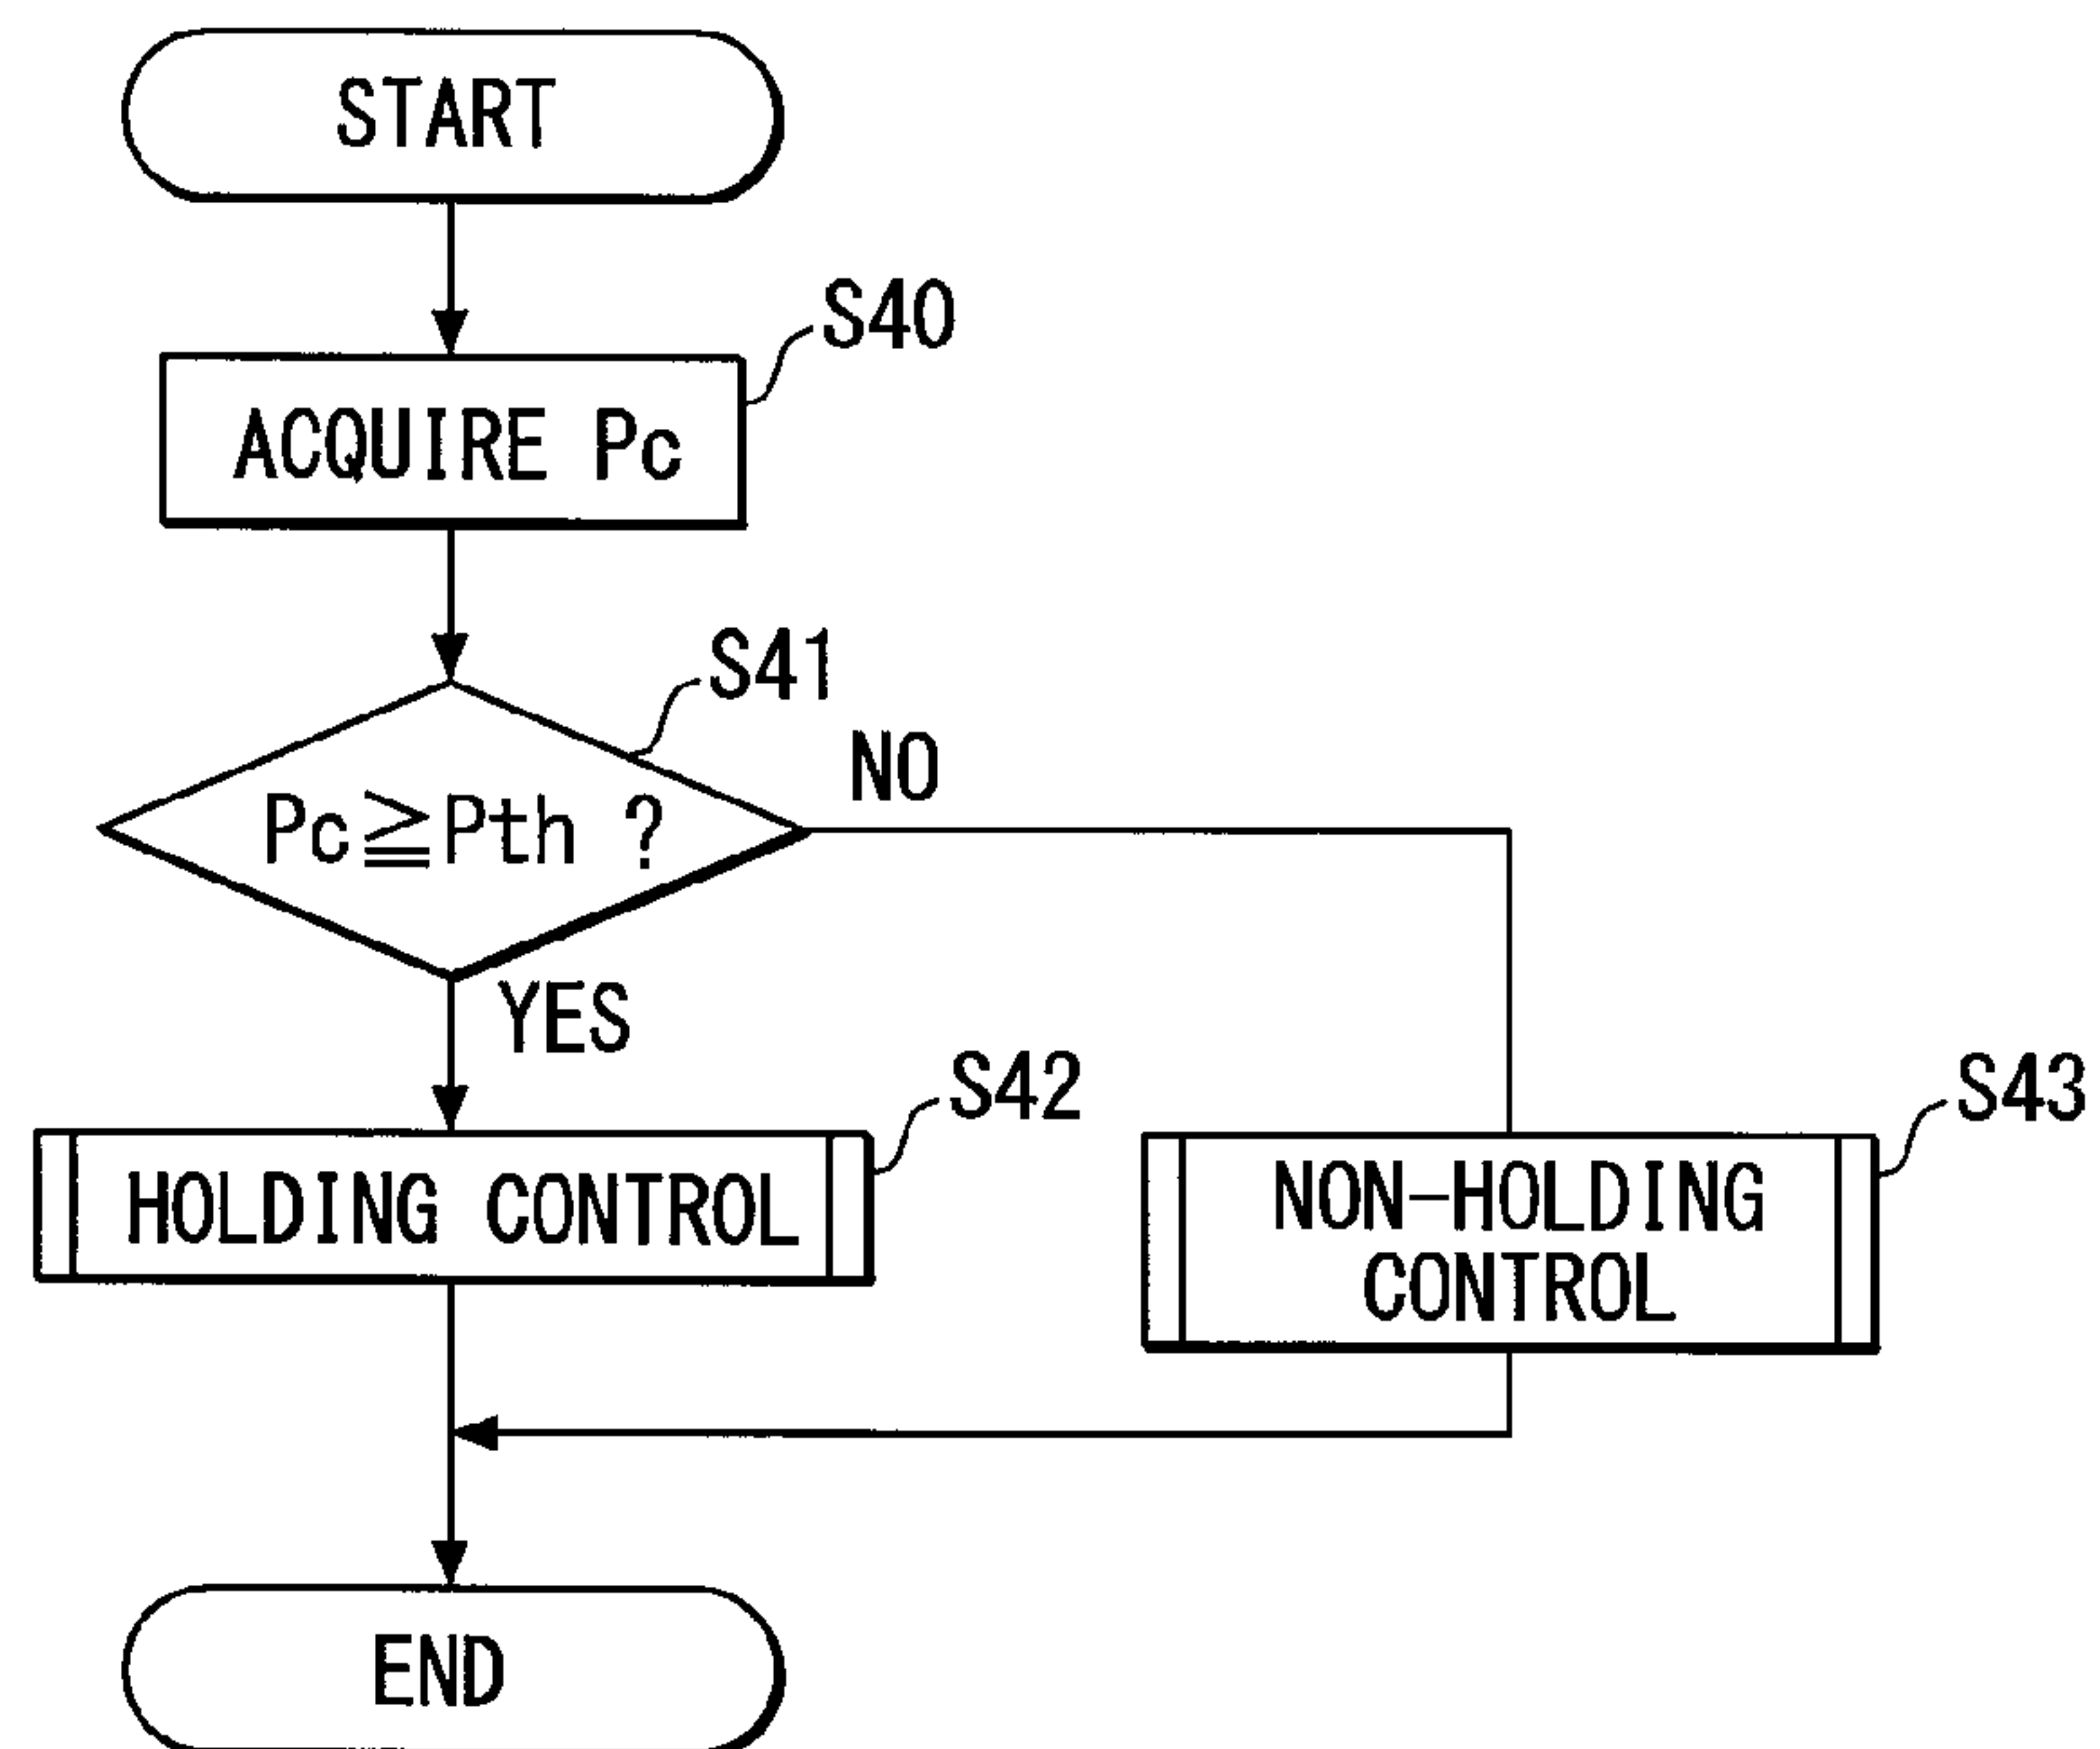 START
S40
ACQUIRE Pc
S41
Pc≧Pth ?
NO
YES
S42
HOLDING CONTROL
S43
NON-HOLDING
CONTROL
END